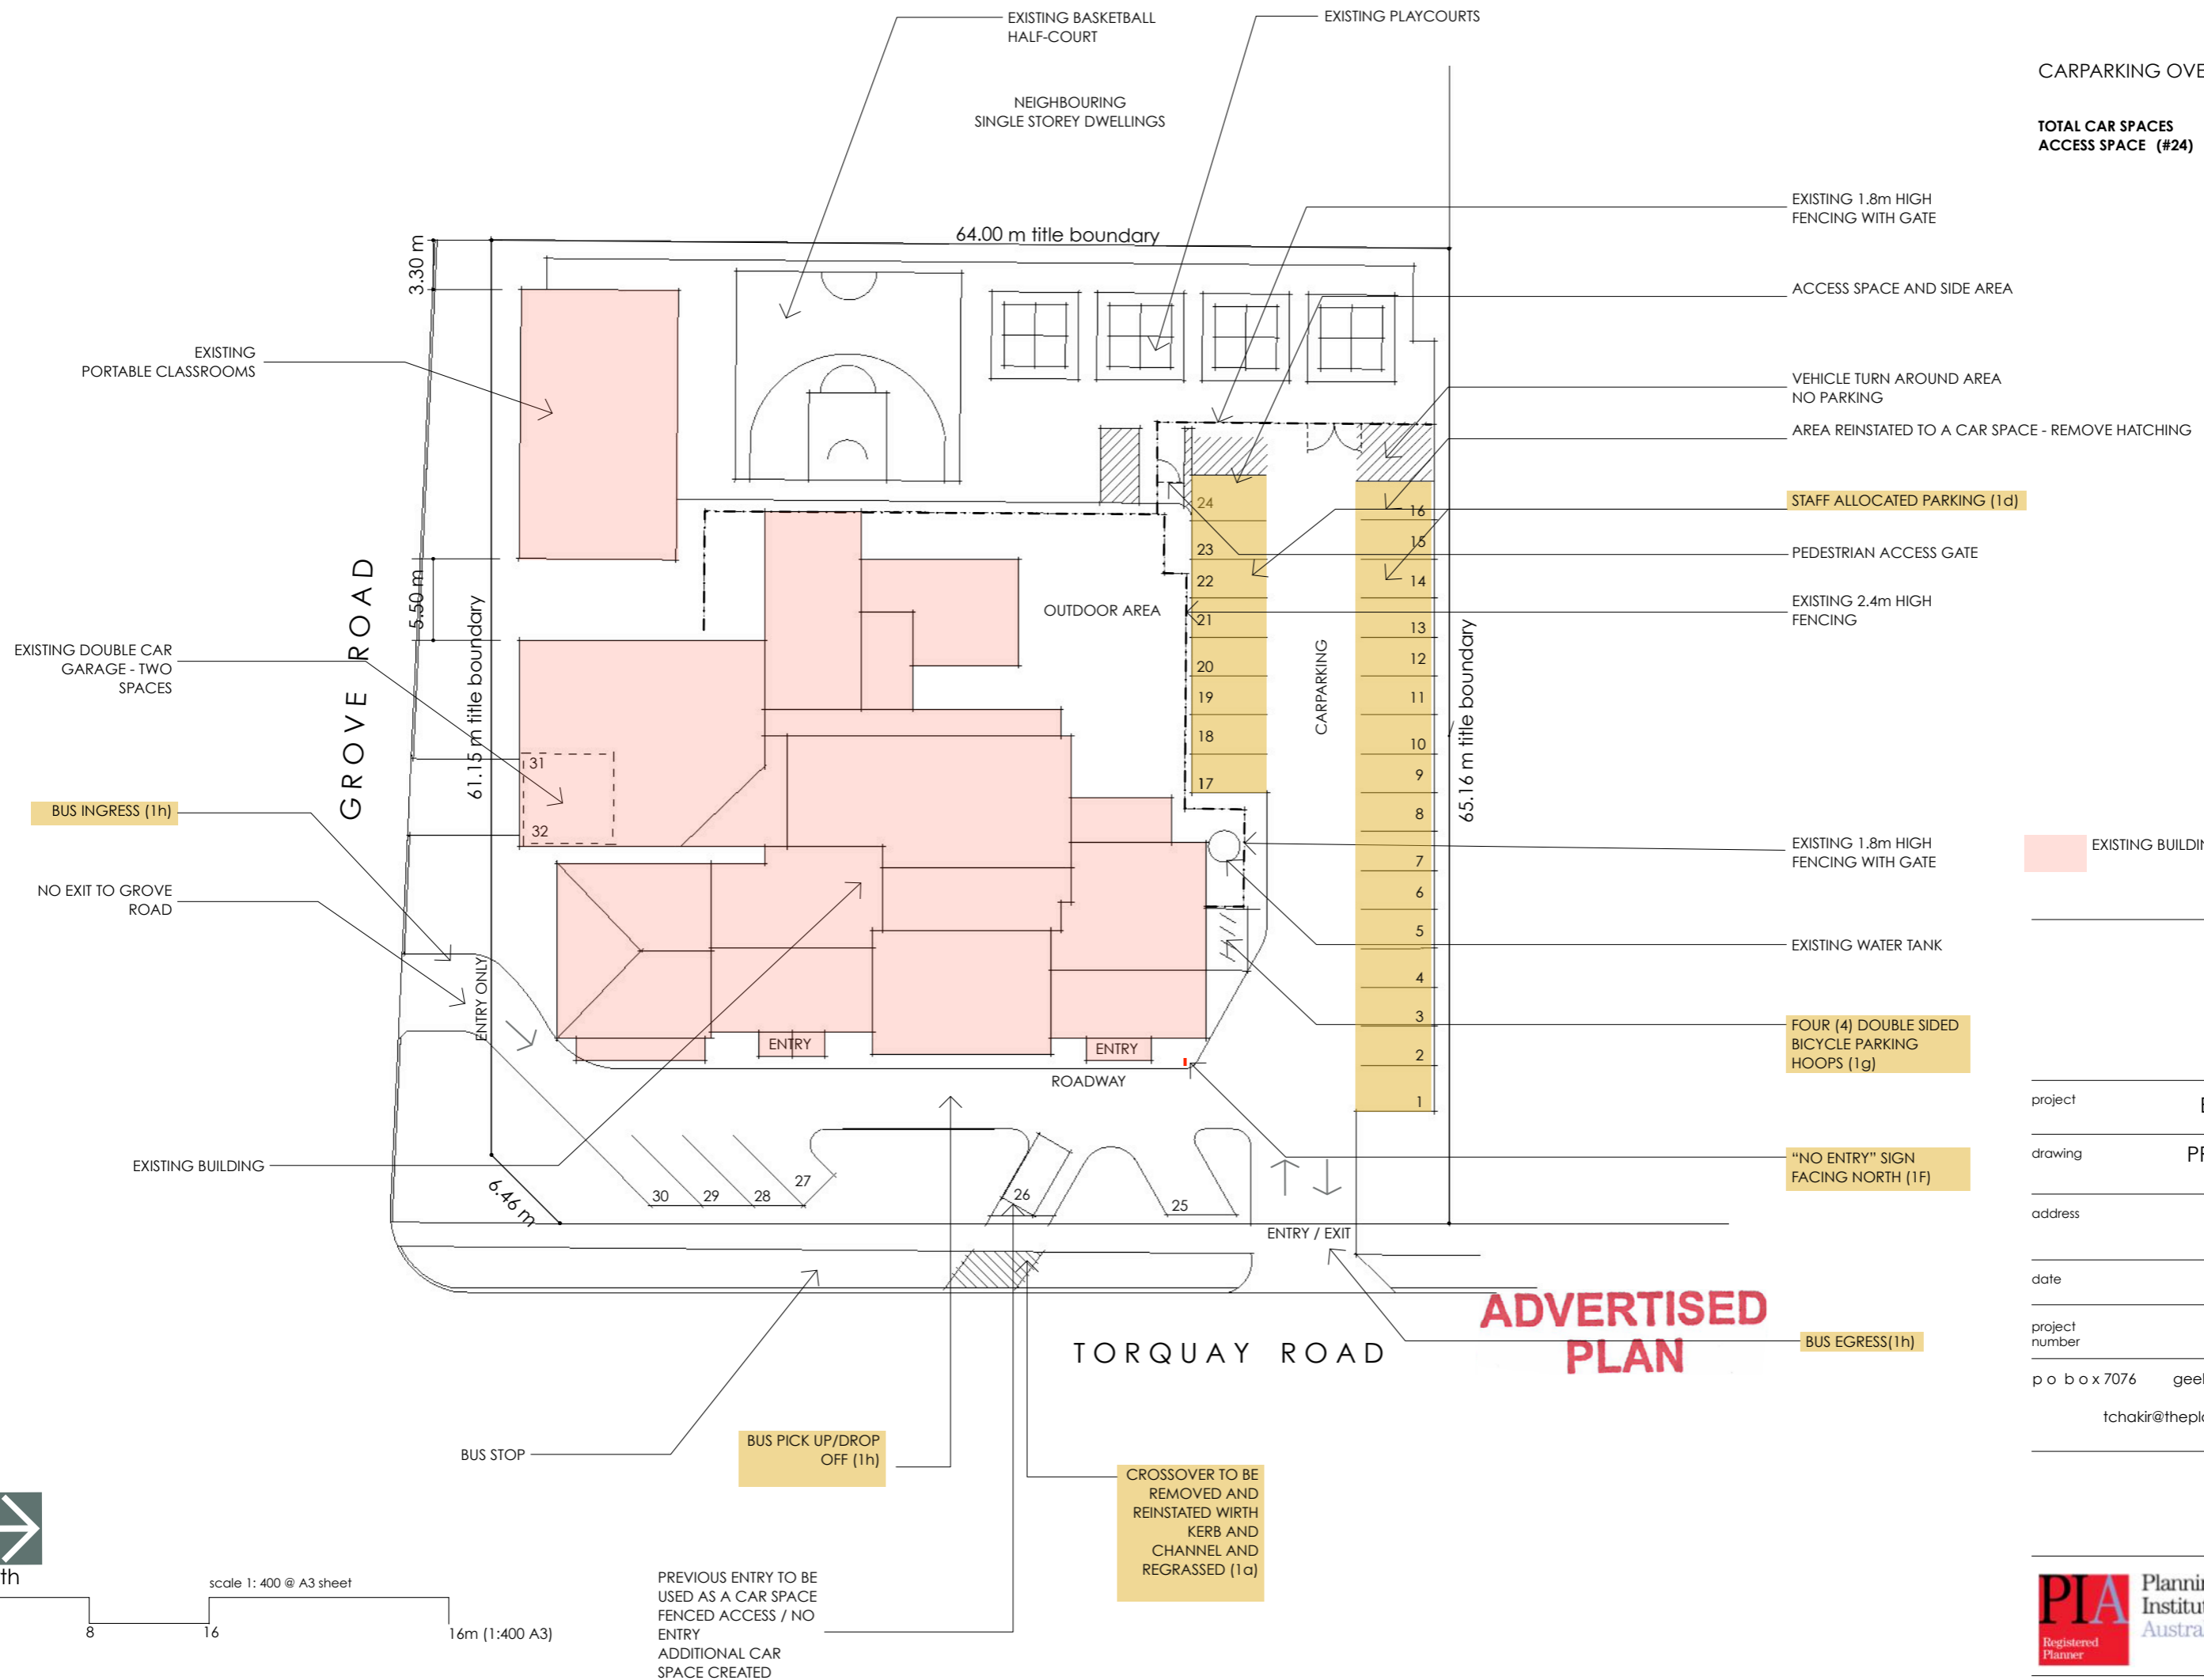 EXISTING BASKETBALL
HALF-COURT
EXISTING PLAYCOURTS
NEIGHBOURING
SINGLE STOREY DWELLINGS
CARPARKING
TOTAL CAR SPACES
ACCESS SPACE (#24)
EXISTING 1.8m HIGH
FENCING WITH GATE
64.00 m title boundary
3.30 m
ACCESS SPACE AND SIDE AREA
EXISTING
PORTABLE CLASSROOMS
VEHICLE TURN AROUND AREA
NO PARKING
AREA REINSTATED TO A CAR SPACE - REMOVE HATCHING
STAFF ALLOCATED PARKING (1d)
PEDESTRIAN ACCESS GATE
EXISTING 2.4m HIGH
FENCING
24
23
22
21
20
19
18
17
16
15
14
13
12
11
10
9
8
7
6
5
4
3
2
1
CARPARKING
65.16 m title boundary
OUTDOOR AREA
5.50 m
61.15 m title boundary
GROVE ROAD
EXISTING DOUBLE CAR
GARAGE - TWO
SPACES
31
32
BUS INGRESS (1h)
NO EXIT TO GROVE
ROAD
ENTRY ONLY
EXISTING 1.8m HIGH
FENCING WITH GATE
EXISTING WATER TANK
FOUR (4) DOUBLE SIDED
BICYCLE PARKING
HOOPS (1g)
"NO ENTRY" SIGN
FACING NORTH (1F)
ENTRY
ENTRY
ROADWAY
EXISTING BUILDING
6.46 m
30
29
28
27
26
25
ENTRY / EXIT
TORQUAY ROAD
ADVERTISED
PLAN
BUS EGRESS(1h)
BUS STOP
BUS PICK UP/DROP
OFF (1h)
CROSSOVER TO BE
REMOVED AND
REINSTATED WIRTH
KERB AND
CHANNEL AND
REGRASSED (1a)
PREVIOUS ENTRY TO BE
USED AS A CAR SPACE
FENCED ACCESS / NO
ENTRY
ADDITIONAL CAR
SPACE CREATED
th
scale 1: 400 @ A3 sheet
8
16
16m (1:400 A3)
EXISTING
project
drawing
address
date
project
number
po box 7076
tchakir@
PIA
Registered
Planner